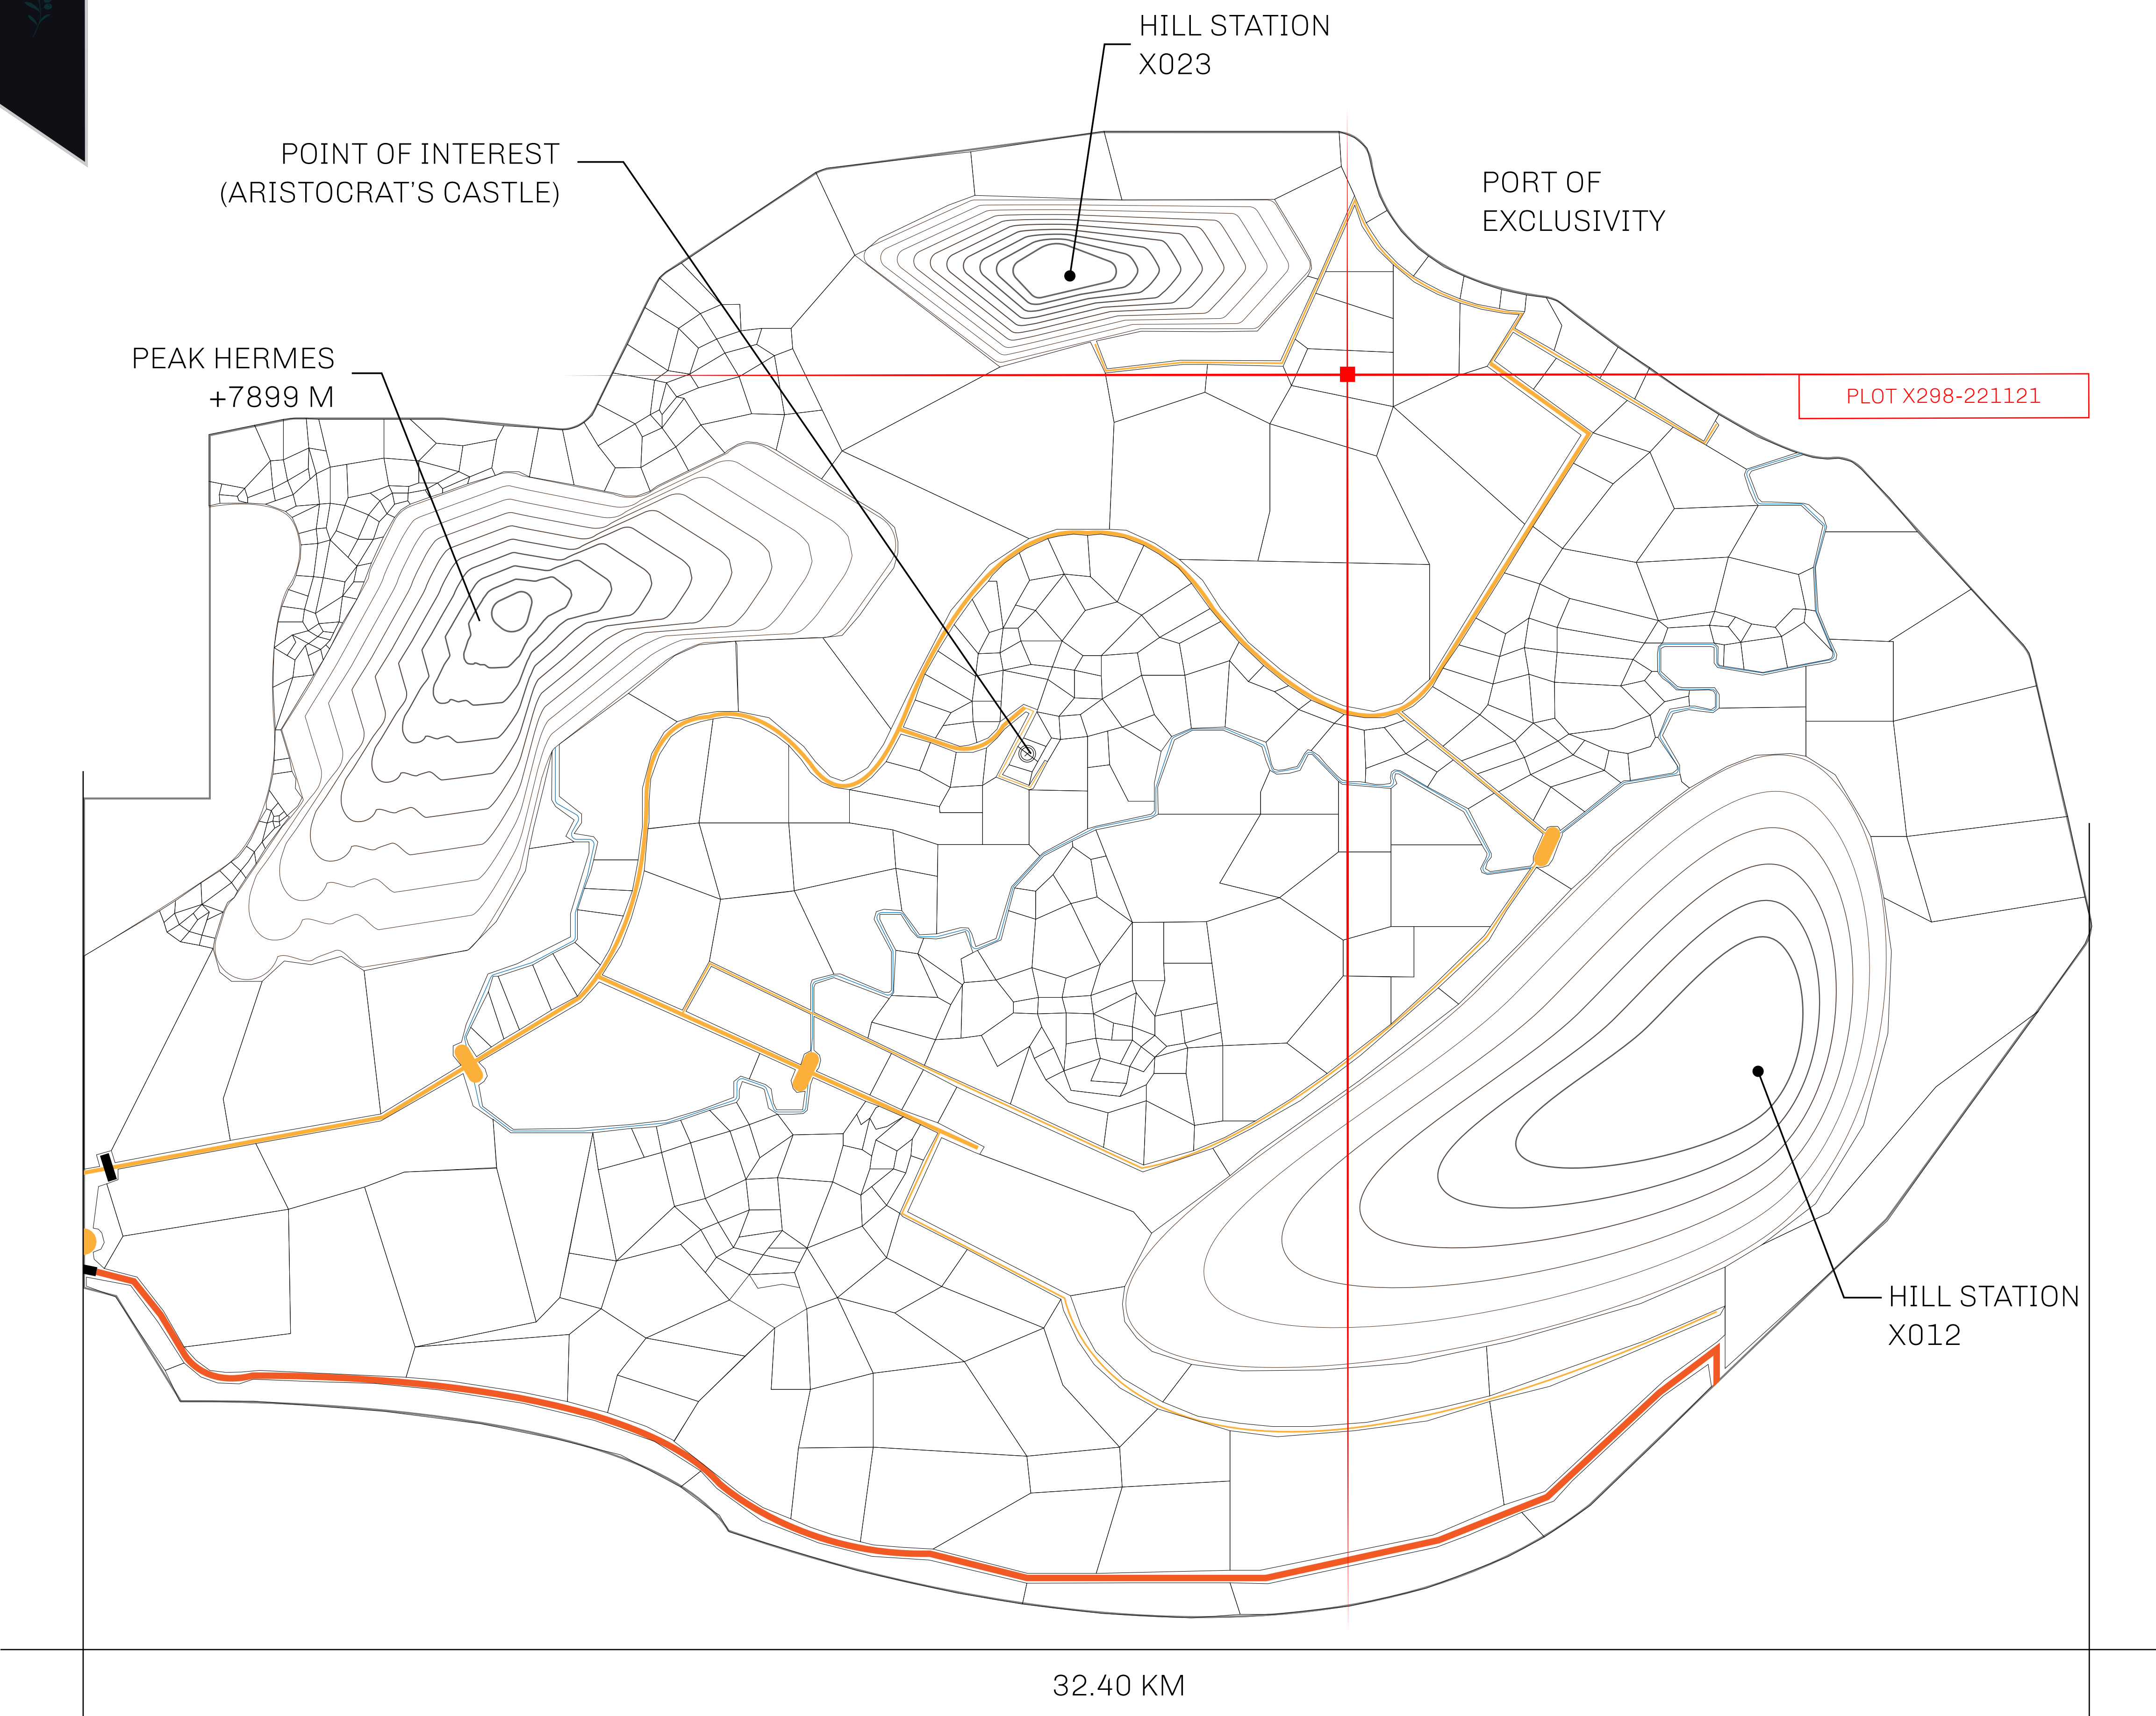 HILL STATION
X023
POINT OF INTEREST
(ARISTOCRAT’S CASTLE)
PORT OF
EXCLUSIVITY
PEAK HERMES
+7899 M
PLOT X298-221121
HILL STATION
X012
32.40 KM